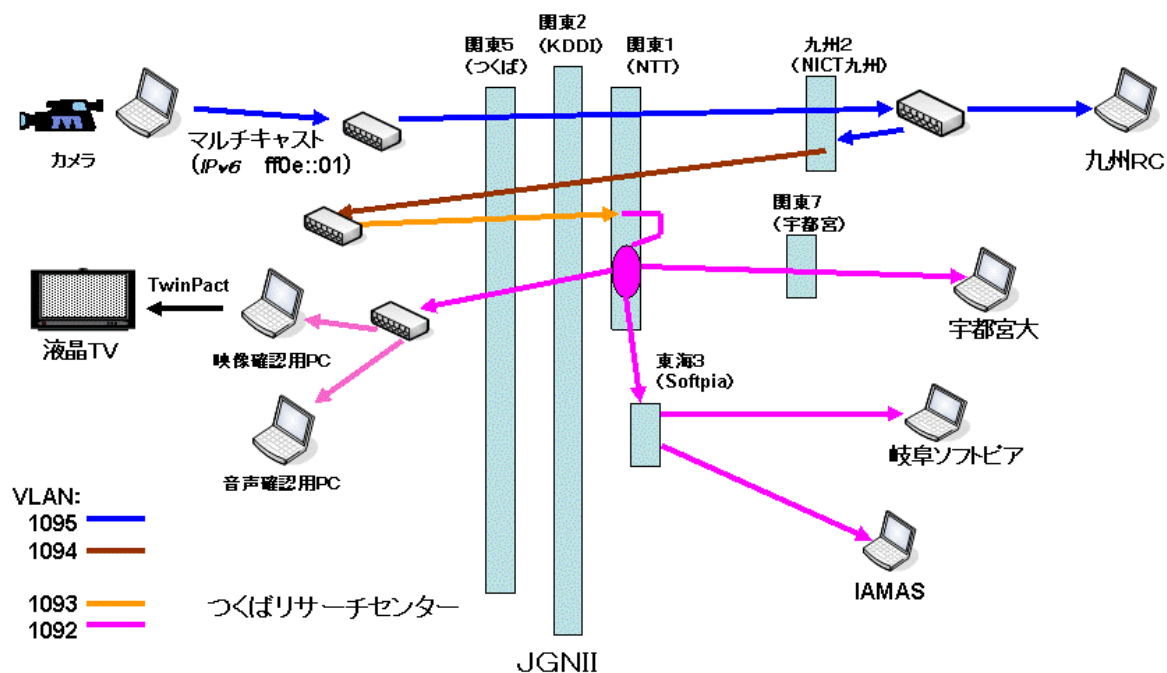 関東2
(KDDI)
関東5
(つくば)
関東1
(NTT)
九州2
(NICT九州)
カメラ
マルチキャスト
(IPv6 ff0e::01)
九州RC
関東7
(宇都宮)
TwinPact
液晶TV
映像確認用PC
宇都宮大
東海3
(Softpia)
岐阜ソフトピア
音声確認用PC
VLAN:
1095
1094
1093
1092
IAMAS
つくばリサーチセンター
JGNII